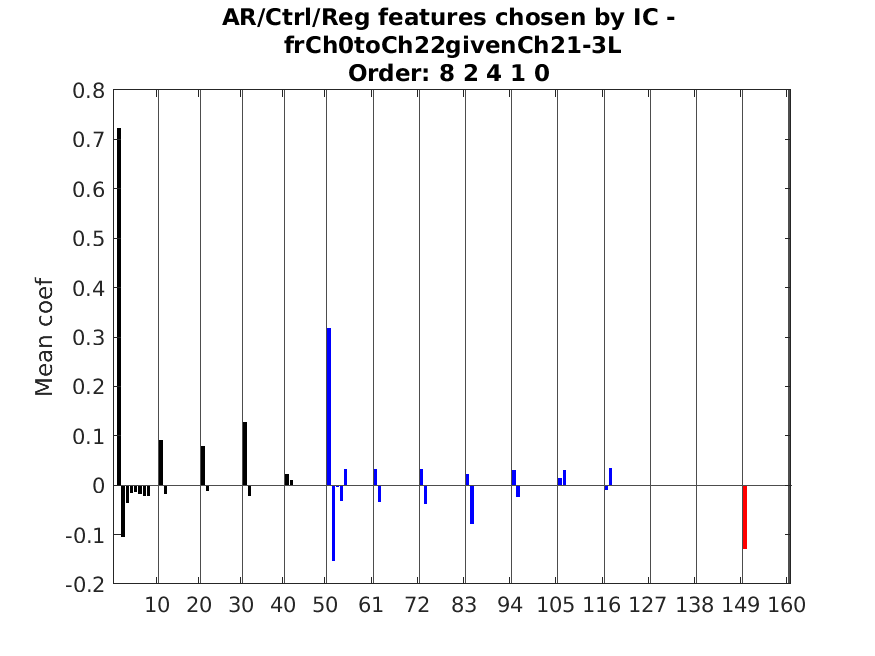 AR/Ctrl/Reg features chosen by IC -
frCh0toCh22givenCh21-3L
Order: 8 2 4 1 0
0.8
0.7
0.6
0.5
0.4
0.3
0.2
0.1
0
-0.1
-0.2
Mean coef
10 20 30 40 50 61 72 83 94 105 116 127 138 149 160